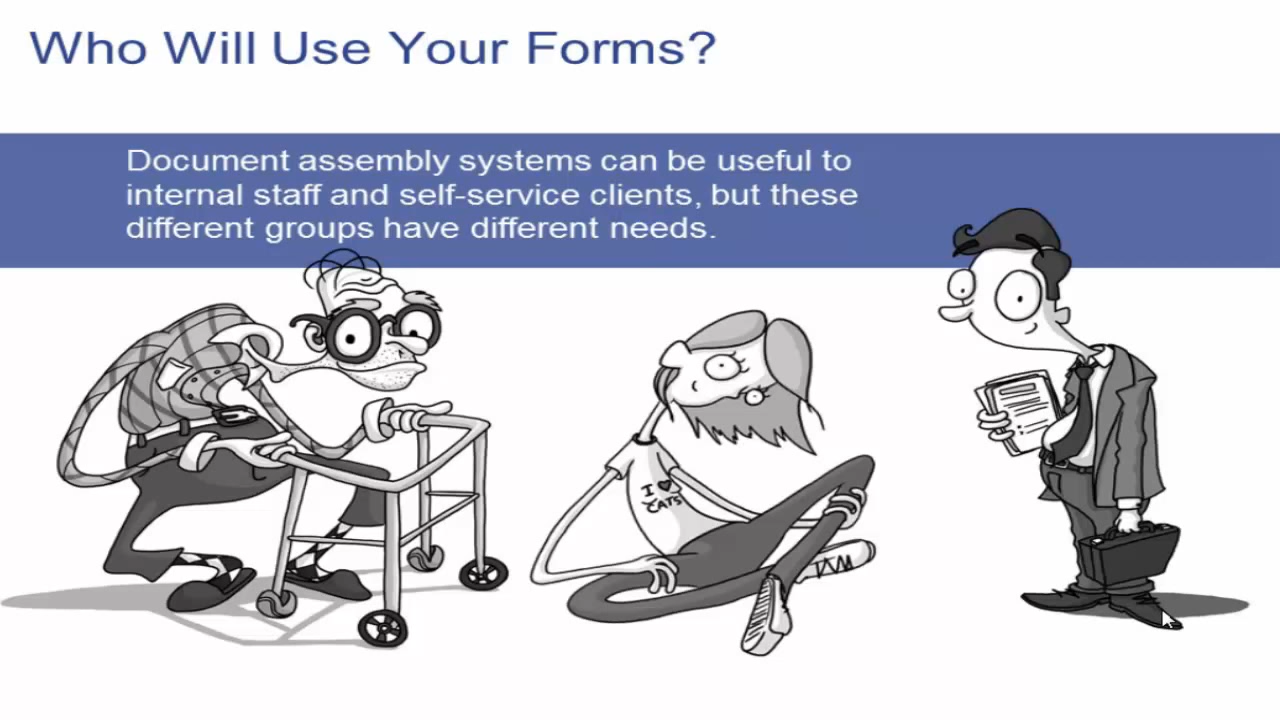 Who Will Use Your Forms?
Document assembly systems can be useful to
internal staff and self-service clients, but these
different groups have different needs.
I ♥
CATS